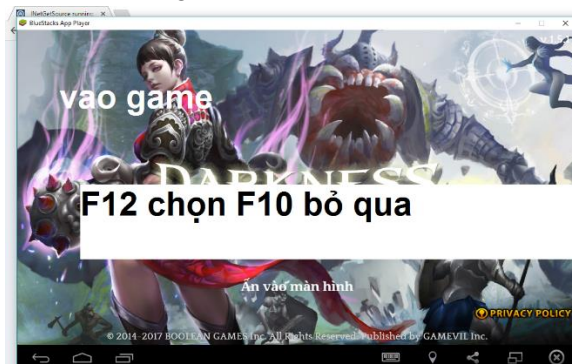 BlueStacks App Player
vao game
DARKNESS
F12 chọn F10 bỏ qua
Ấn vào màn hình
PRIVACY POLICY
© 2014-2017 BOOLEAN GAMES Inc. All Rights Reserved. Published by GAMEVIL Inc.